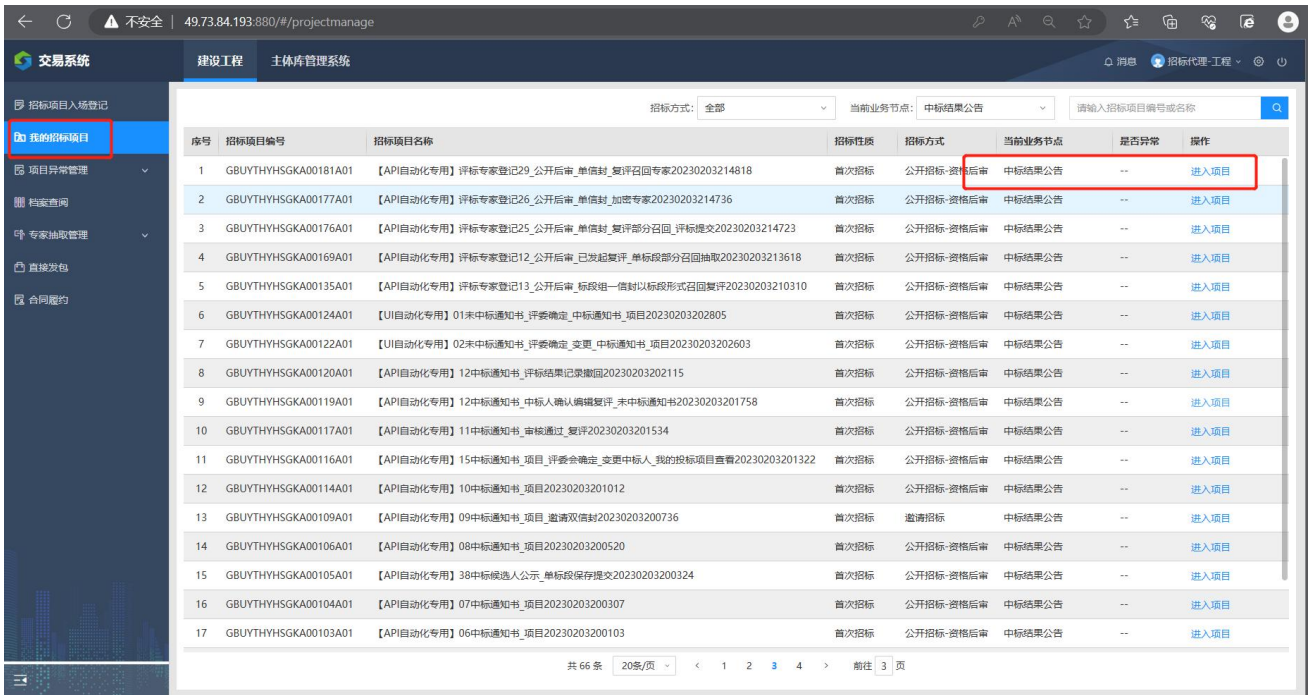 不安全 | 49.73.84.193:880/#/projectmanage
交易系统 建设工程 主体库管理系统 消息 招标代理-工程
招标项目入场登记
我的招标项目
项目异常管理
档案查阅
专家抽取管理
直接发包
合同履约
招标方式: 全部 当前业务节点: 中标结果公告 请输入招标项目编号或名称
序号 招标项目编号 招标项目名称 招标性质 招标方式 当前业务节点 是否异常 操作
1 GBUYTHYHSGKA00181A01 【API自动化专用】评标专家登记29_公开后审_单信封_复评召回专家20230203214818 首次招标 公开招标-资格后审 中标结果公告 -- 进入项目
2 GBUYTHYHSGKA00177A01 【API自动化专用】评标专家登记26_公开后审_单信封_加密专家20230203214736 首次招标 公开招标-资格后审 中标结果公告 -- 进入项目
3 GBUYTHYHSGKA00176A01 【API自动化专用】评标专家登记25_公开后审_单信封_复评部分召回_评标提交20230203214723 首次招标 公开招标-资格后审 中标结果公告 -- 进入项目
4 GBUYTHYHSGKA00169A01 【API自动化专用】评标专家登记12_公开后审_已发起复评_单标段部分召回抽取20230203213618 首次招标 公开招标-资格后审 中标结果公告 -- 进入项目
5 GBUYTHYHSGKA00135A01 【API自动化专用】评标专家登记13_公开后审_标段组一信封以标段形式召回复评20230203210310 首次招标 公开招标-资格后审 中标结果公告 -- 进入项目
6 GBUYTHYHSGKA00124A01 【UI自动化专用】01未中标通知书_评委确定_中标通知书_项目20230203202805 首次招标 公开招标-资格后审 中标结果公告 -- 进入项目
7 GBUYTHYHSGKA00122A01 【UI自动化专用】02未中标通知书_评委确定_变更_中标通知书_项目20230203202603 首次招标 公开招标-资格后审 中标结果公告 -- 进入项目
8 GBUYTHYHSGKA00120A01 【API自动化专用】12中标通知书_评标结果记录撤回20230203202115 首次招标 公开招标-资格后审 中标结果公告 -- 进入项目
9 GBUYTHYHSGKA00119A01 【API自动化专用】12中标通知书_中标人确认编辑复评_未中标通知书20230203201758 首次招标 公开招标-资格后审 中标结果公告 -- 进入项目
10 GBUYTHYHSGKA00117A01 【API自动化专用】11中标通知书_审核通过_复评20230203201534 首次招标 公开招标-资格后审 中标结果公告 -- 进入项目
11 GBUYTHYHSGKA00116A01 【API自动化专用】15中标通知书_项目_评委会确定_变更中标人_我的投标项目查看20230203201322 首次招标 公开招标-资格后审 中标结果公告 -- 进入项目
12 GBUYTHYHSGKA00114A01 【API自动化专用】10中标通知书_项目20230203201012 首次招标 公开招标-资格后审 中标结果公告 -- 进入项目
13 GBUYTHYHSGKA00109A01 【API自动化专用】09中标通知书_项目_邀请双信封20230203200736 首次招标 邀请招标 中标结果公告 -- 进入项目
14 GBUYTHYHSGKA00106A01 【API自动化专用】08中标通知书_项目20230203200520 首次招标 公开招标-资格后审 中标结果公告 -- 进入项目
15 GBUYTHYHSGKA00105A01 【API自动化专用】38中标候选人公示_单标段保存提交20230203200324 首次招标 公开招标-资格后审 中标结果公告 -- 进入项目
16 GBUYTHYHSGKA00104A01 【API自动化专用】07中标通知书_项目20230203200307 首次招标 公开招标-资格后审 中标结果公告 -- 进入项目
17 GBUYTHYHSGKA00103A01 【API自动化专用】06中标通知书_项目20230203200103 首次招标 公开招标-资格后审 中标结果公告 -- 进入项目
共 66 条 20条/页 < 1 2 3 4 > 前往 3 页